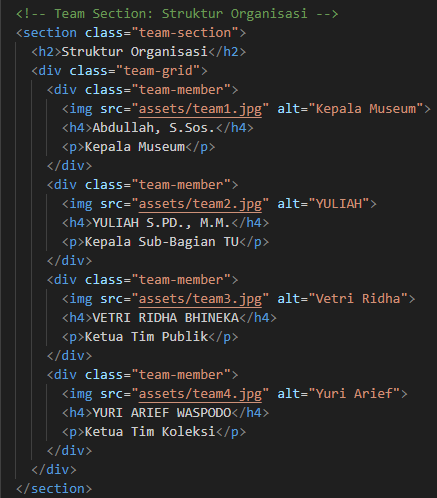 <!-- Team Section: Struktur Organisasi -->
<section class="team-section">
<h2>Struktur Organisasi</h2>
<div class="team-grid">
<div class="team-member">
<img src="assets/team1.jpg" alt="Kepala Museum">
<h4>Abdullah, S.Sos.</h4>
<p>Kepala Museum</p>
</div>
<div class="team-member">
<img src="assets/team2.jpg" alt="YULIAH">
<h4>YULIAH S.PD., M.M.</h4>
<p>Kepala Sub-Bagian TU</p>
</div>
<div class="team-member">
<img src="assets/team3.jpg" alt="Vetri Ridha">
<h4>VETRI RIDHA BHINEKA</h4>
<p>Ketua Tim Publik</p>
</div>
<div class="team-member">
<img src="assets/team4.jpg" alt="Yuri Arief">
<h4>YURI ARIEF WASPODO</h4>
<p>Ketua Tim Koleksi</p>
</div>
</div>
</section>